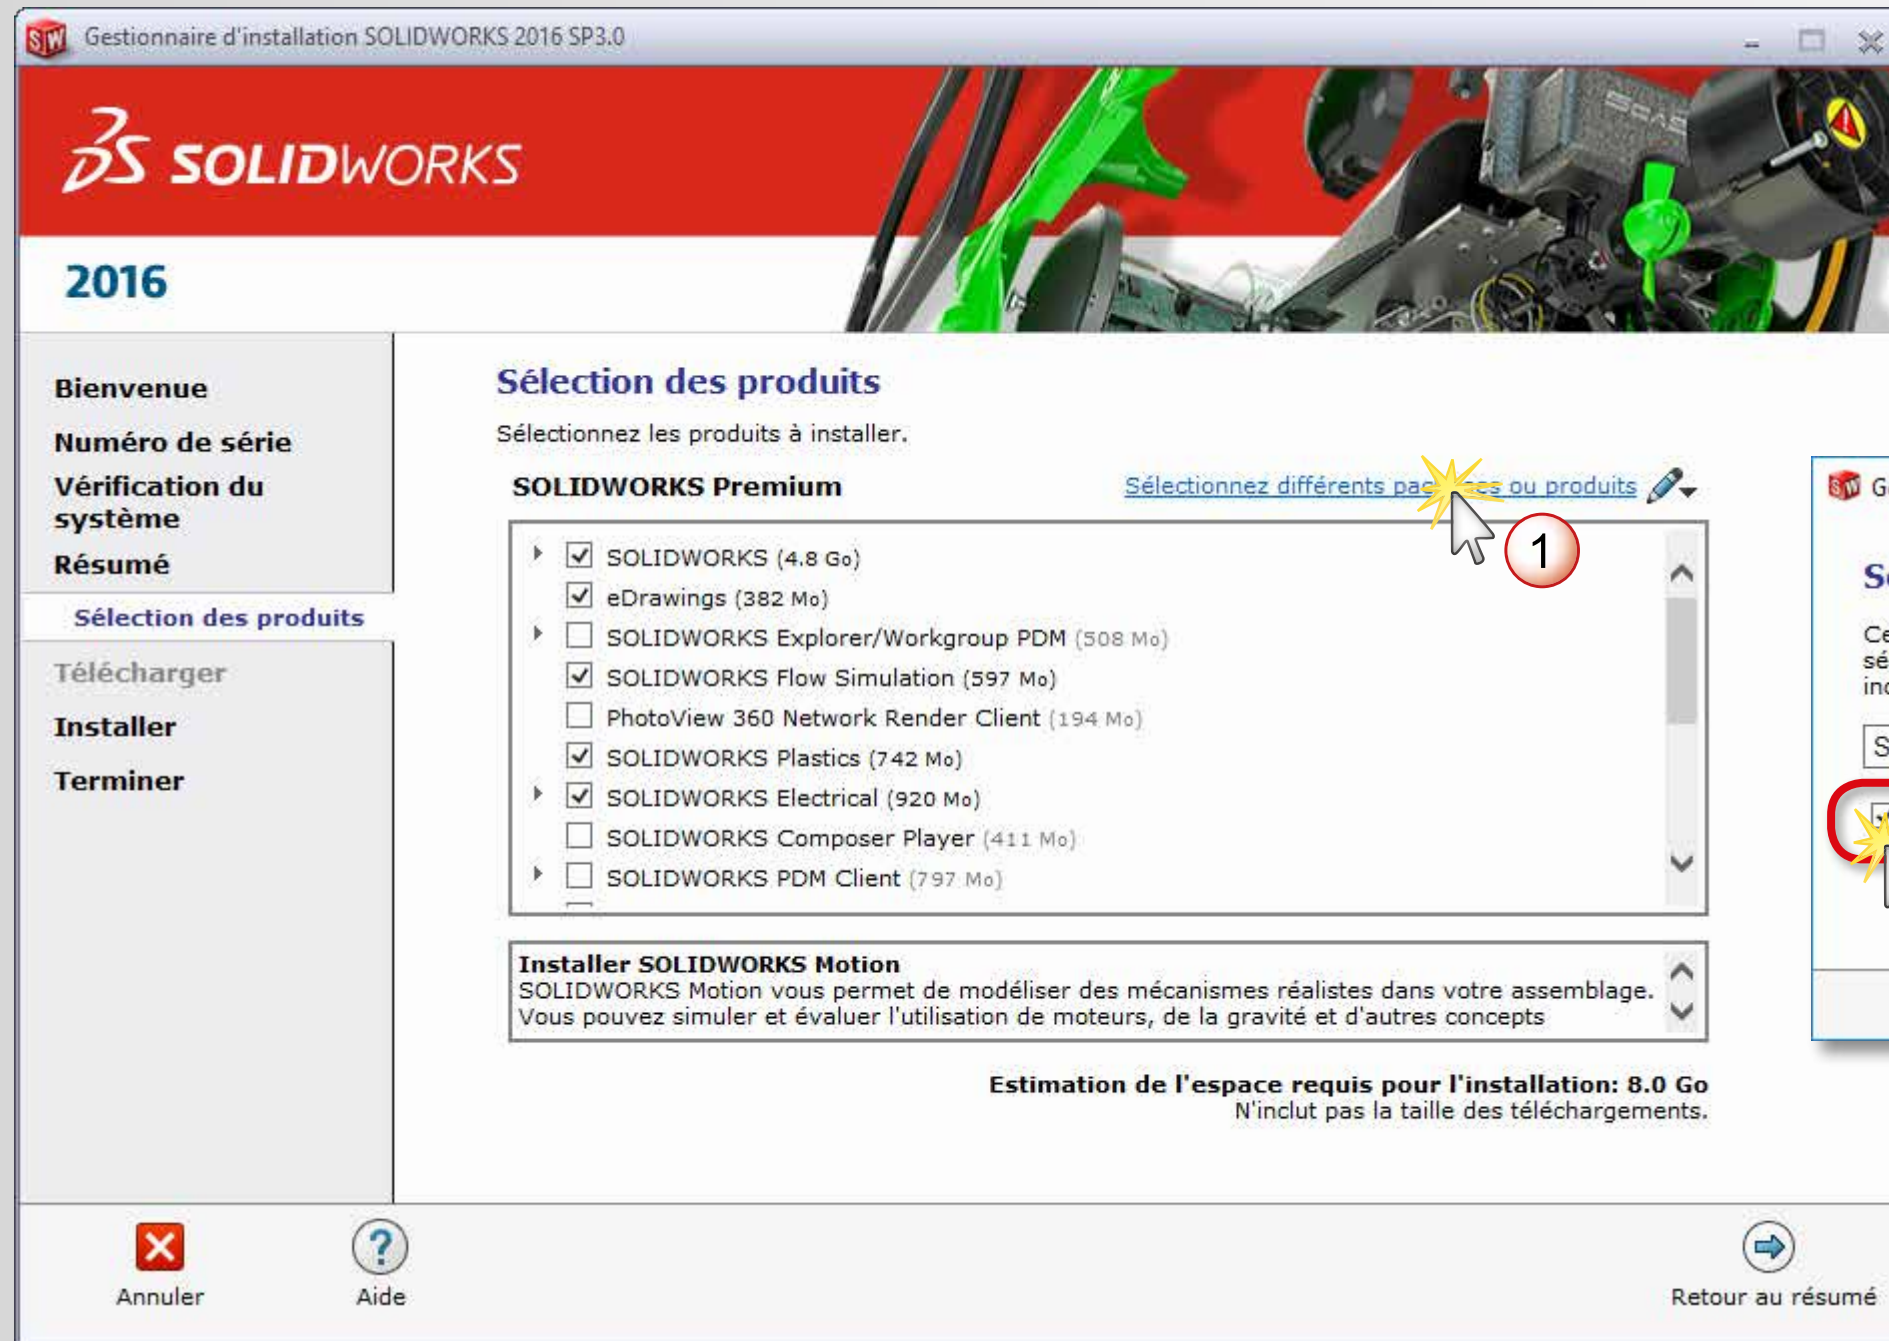 Gestionnaire d'installation SOLIDWORKS 2016 SP3.0
SOLIDWORKS
2016
Bienvenue
Numéro de série
Vérification du
système
Résumé
Sélection des produits
Télécharger
Installer
Terminer
Sélection des produits
Sélectionnez les produits à installer.
SOLIDWORKS Premium
Sélectionnez différents ou produits
1
SOLIDWORKS (4.8 Go)
eDrawings (382 Mo)
SOLIDWORKS Explorer/Workgroup PDM (508 Mo)
SOLIDWORKS Flow Simulation (597 Mo)
PhotoView 360 Network Render Client (194 Mo)
SOLIDWORKS Plastics (742 Mo)
SOLIDWORKS Electrical (920 Mo)
SOLIDWORKS Composer Player (411 Mo)
SOLIDWORKS PDM Client (797 Mo)
Installer SOLIDWORKS Motion
SOLIDWORKS Motion vous permet de modéliser des mécanismes réalistes dans votre assemblage.
Vous pouvez simuler et évaluer l'utilisation de moteurs, de la gravité et d'autres concepts
Estimation de l'espace requis pour l'installation: 8.0 Go
N'inclut pas la taille des téléchargements.
Annuler
Aide
Retour au résumé